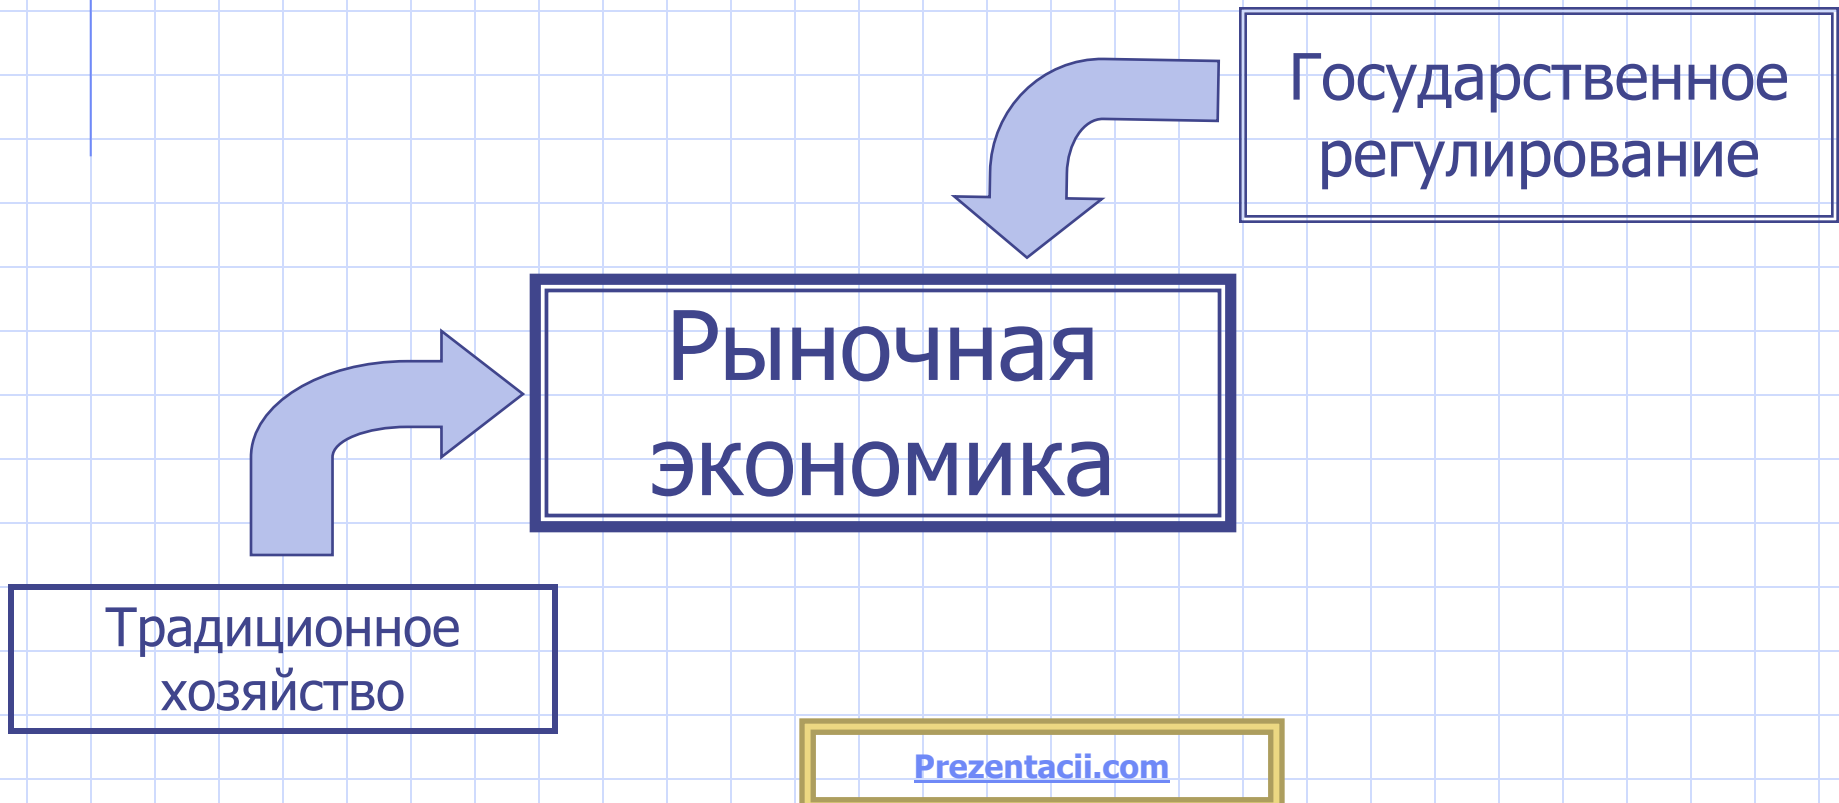 Государственное
регулирование
Рыночная
экономика
Традиционное
хозяйство
Prezentacii.com